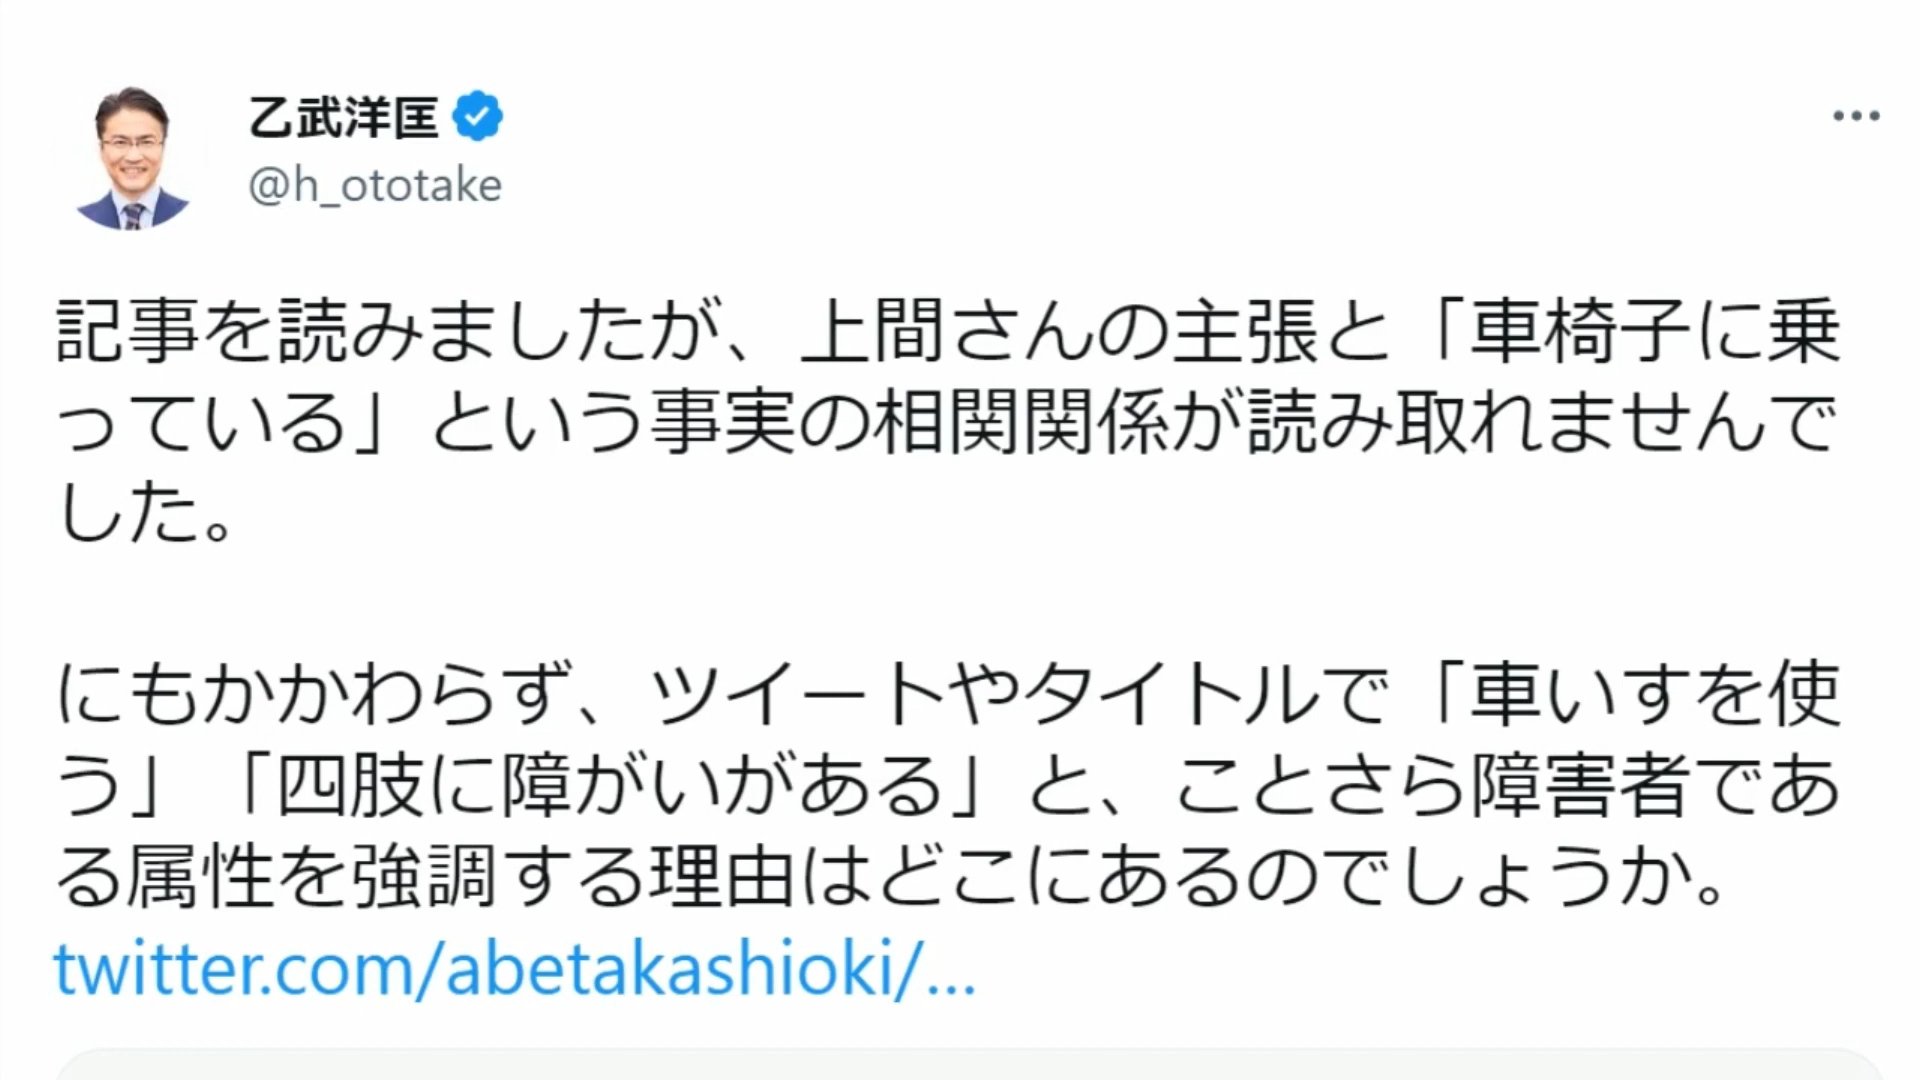 乙武洋匡
@h_ototake
記事を読みましたが、上間さんの主張と「車椅子に乗
っている」という事実の相関関係が読み取れませんで
した。
にもかかわらず、ツイートやタイトルで「車いすを使
う」「四肢に障がいがある」と、ことさら障害者であ
る属性を強調する理由はどこにあるのでしょうか。
twitter.com/abetakashioki/…